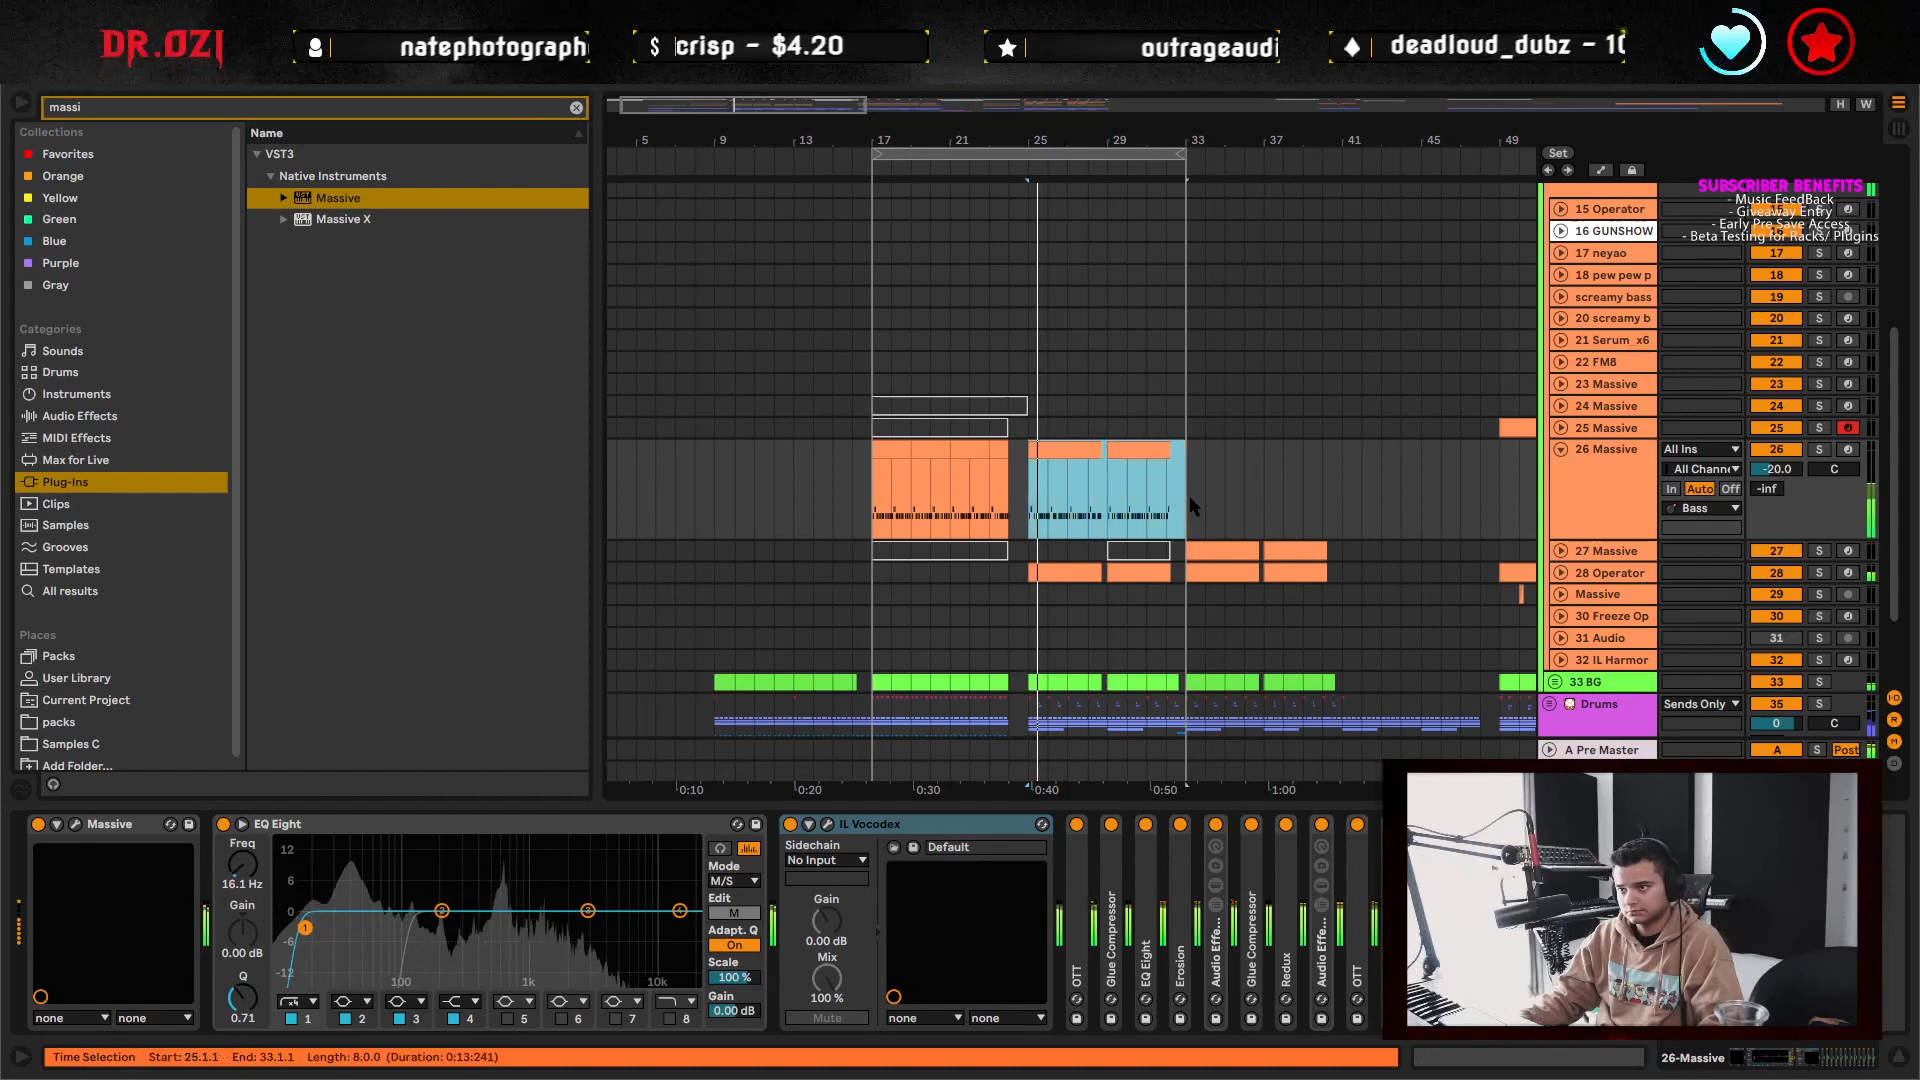 DR.OZI
natephotograph
$ crisp - $4.20
outrageaudi
deadloud_dubz - 10
massi
H W
Collections
Favorites
Orange
Yellow
Green
Blue
Purple
Gray
Categories
Sounds
Drums
Instruments
Audio Effects
MIDI Effects
Max for Live
Plug-Ins
Clips
Samples
Grooves
Templates
All results
Places
Packs
User Library
Current Project
packs
Samples C
Add Folder...
Name
VST3
Native Instruments
Massive
Massive X
5 9 13 17 21 25 29 33 37 41 45 49
Set
SUBSCRIBER BENEFITS
- Music FeedBack
- Giveaway Entry
- Early Pre Save Access
- Beta Testing for Racks/ Plugins
15 Operator
16 GUNSHOW
17 neyao 17 S
18 pew pew p 18 S
screamy bass 19 S
20 screamy b 20 S
21 Serum_x6 21 S
22 FM8 22 S
23 Massive 23 S
24 Massive 24 S
25 Massive 25 S
26 Massive All Ins 26 S
All Chann -20.0 C
In Auto Off -inf
Bass
27 Massive 27 S
28 Operator 28 S
Massive 29 S
30 Freeze Op 30 S
31 Audio 31 S
32 IL Harmor 32 S
33 BG 33 S
Drums Sends Only 35 S
0 C
A Pre Master A S Post
0:10 0:20 0:30 0:40 0:50 1:00
Massive
none none
EQ Eight
Freq
16.1 Hz
Gain
0.00 dB
Q
0.71
12
6
0
-6
-12
100 1k 10k
1 2 3 4
1 2 3 4 5 6 7 8
Mode
M/S
Edit
M
Adapt. Q
On
Scale
100 %
Gain
0.00 dB
IL Vocodex
Sidechain
No Input
Gain
0.00 dB
Mix
100 %
Mute
Default
none none
OTT
Glue Compressor
EQ Eight
Erosion
Audio Effe...
Glue Compressor
Redux
Audio Effe...
OTT
Time Selection Start: 25.1.1 End: 33.1.1 Length: 8.0.0 (Duration: 0:13:241)
26-Massive